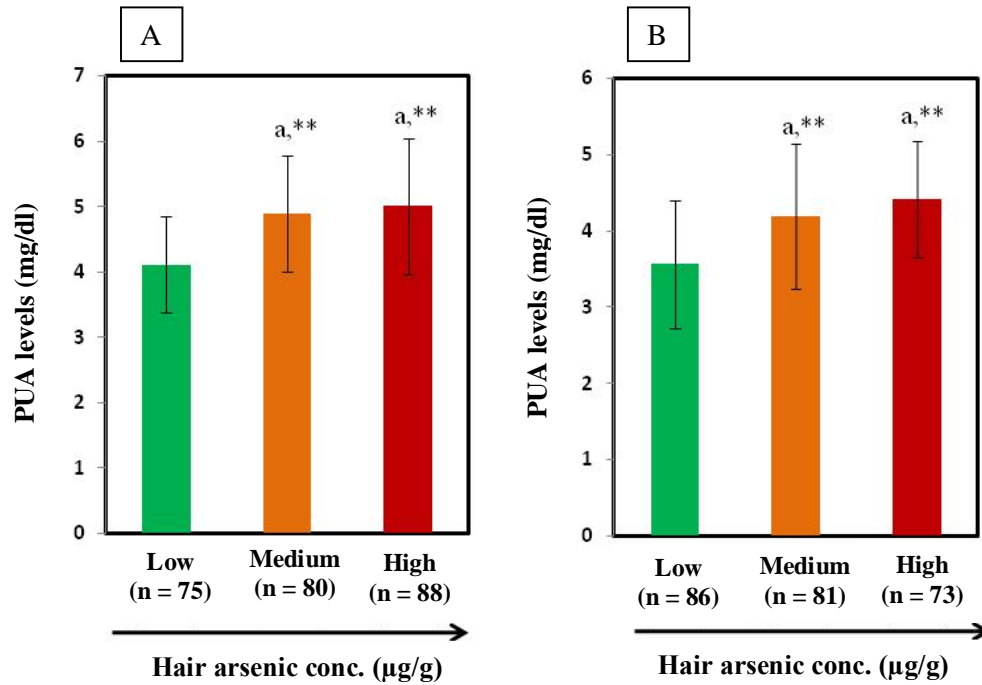 A
PUA levels (mg/dl)
7
6
5
4
3
2
1
0
a,**
a,**
Low
(n = 75)
Medium
(n = 80)
High
(n = 88)
Hair arsenic conc. (µg/g)
B
PUA levels (mg/dl)
6
5
4
3
2
1
0
a,**
a,**
Low
(n = 86)
Medium
(n = 81)
High
(n = 73)
Hair arsenic conc. (µg/g)